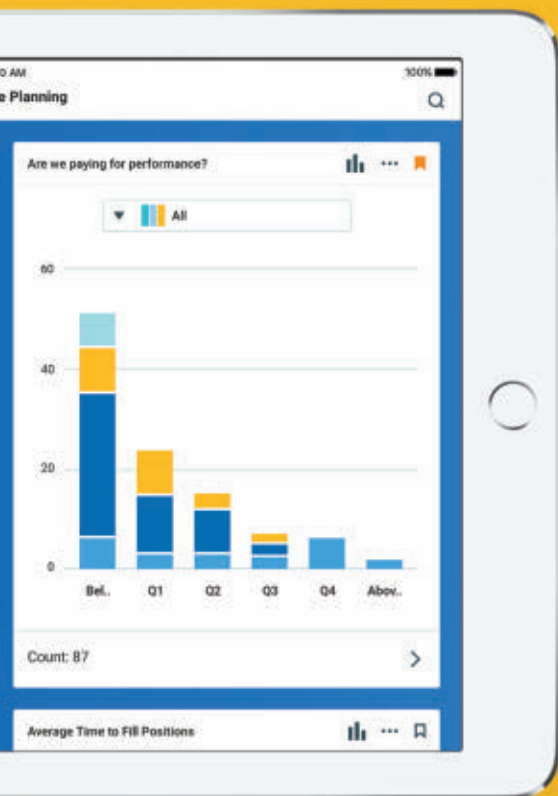 0 AM 100%
e Planning
Are we paying for performance?
All
60
40
20
0
Bel.. Q1 Q2 Q3 Q4 Abov..
Count: 87
Average Time to Fill Positions